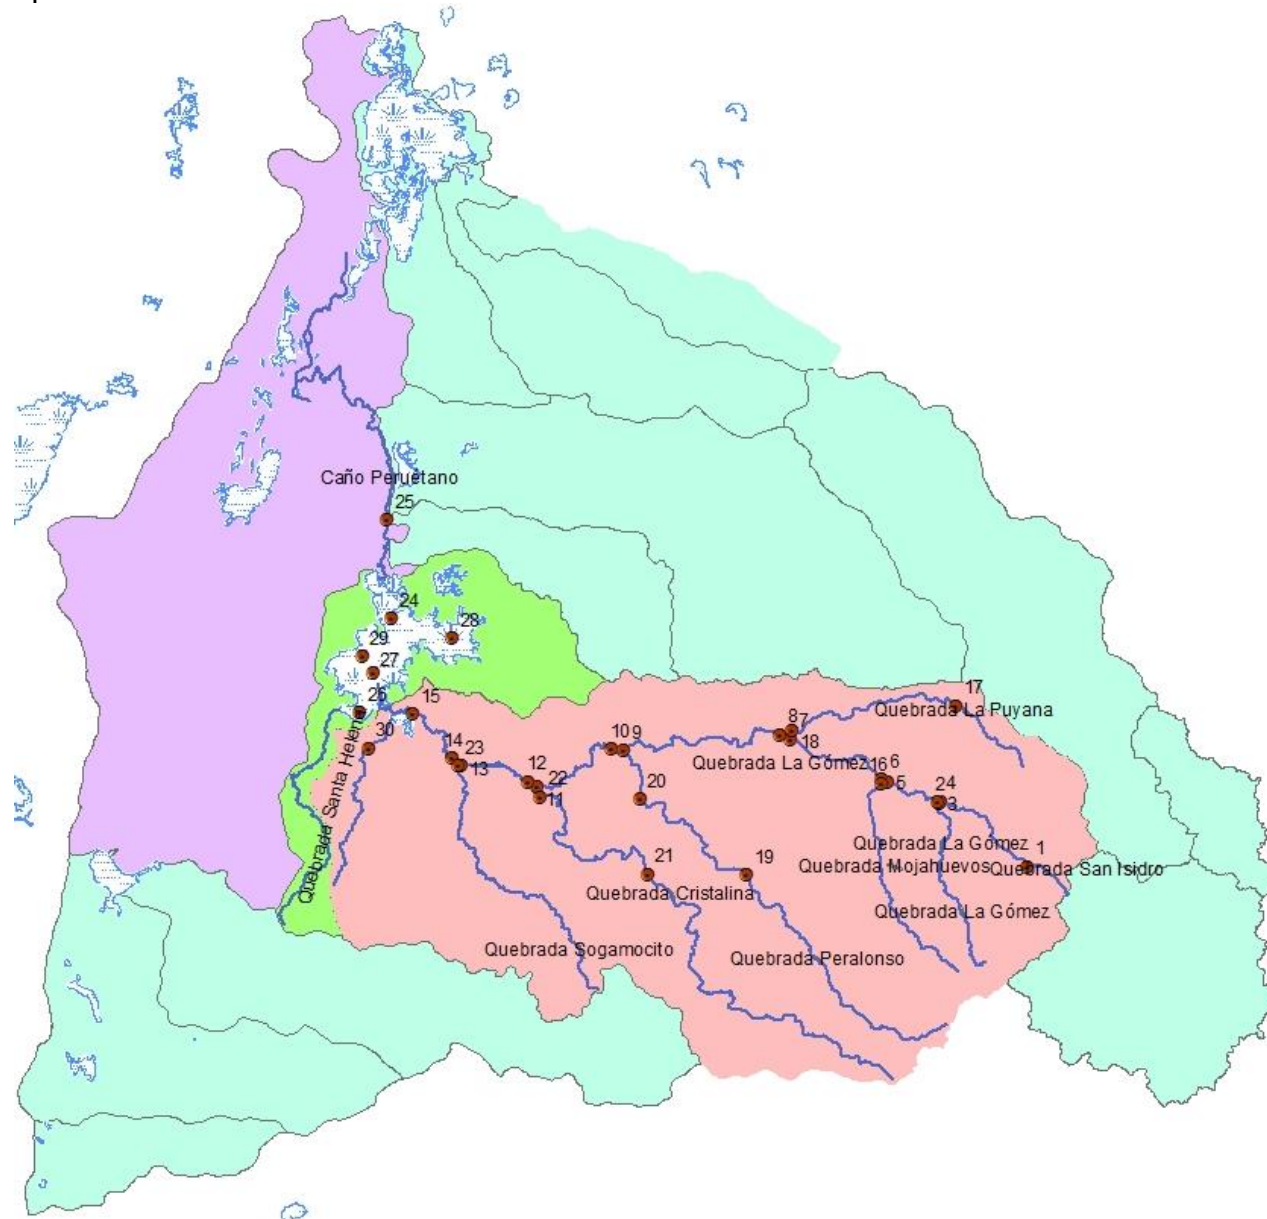 Caño Peruetano
25
24
28
29
27
26
15
17
Quebrada La Puyana
30
14
23
13
10
9
8
7
18
Quebrada La Gómez
16
6
5
12
22
11
20
24
3
Quebrada Santa Helena
21
19
Quebrada La Gómez
1
Quebrada Mojahuevos
Quebrada San Isidro
Quebrada Cristalina
Quebrada La Gómez
Quebrada Sogamocito
Quebrada Peralonso